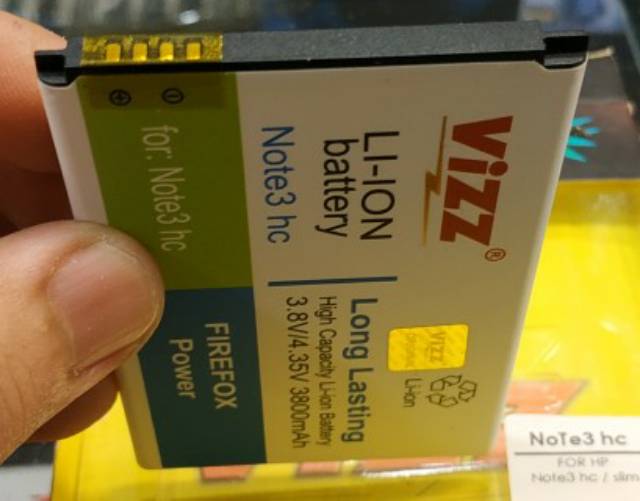 Vizz®
LI-ION
battery
Note3 hc
for: Note3 hc
Long Lasting
High Capacity Li-ion Battery
3.8V/4.35V 3800mAh
FIREFOX
Power
VIZZ
Li-ion
NoTe3 hc
FOR HP
NoTe3 hc / slim